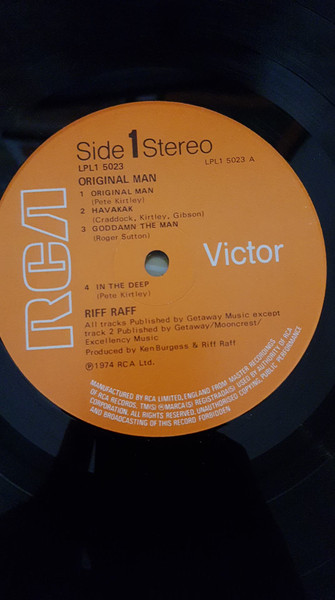 Side 1 Stereo
LPL1 5023
LPL1 5023 A
ORIGINAL MAN
1 ORIGINAL MAN
(Pete Kirtley)
2 HAVAKAK
(Craddock, Kirtley, Gibson)
3 GODDAMN THE MAN
(Roger Sutton)
RCA
Victor
4 IN THE DEEP
(Pete Kirtley)
RIFF RAFF
All tracks Published by Getaway Music except
track 2 Published by Getaway/Mooncrest/
Excellency Music
Produced by Ken Burgess & Riff Raff
℗1974 RCA Ltd.
MANUFACTURED BY RCA LIMITED, ENGLAND FROM MASTER RECORDINGS
OF RCA RECORDS; TM(S) ® MARCA(S) REGISTRADA(S) USED BY AUTHORITY OF RCA
CORPORATION. ALL RIGHTS RESERVED. UNAUTHORISED COPYING, PUBLIC PERFORMANCE
AND BROADCASTING OF THIS RECORD FORBIDDEN